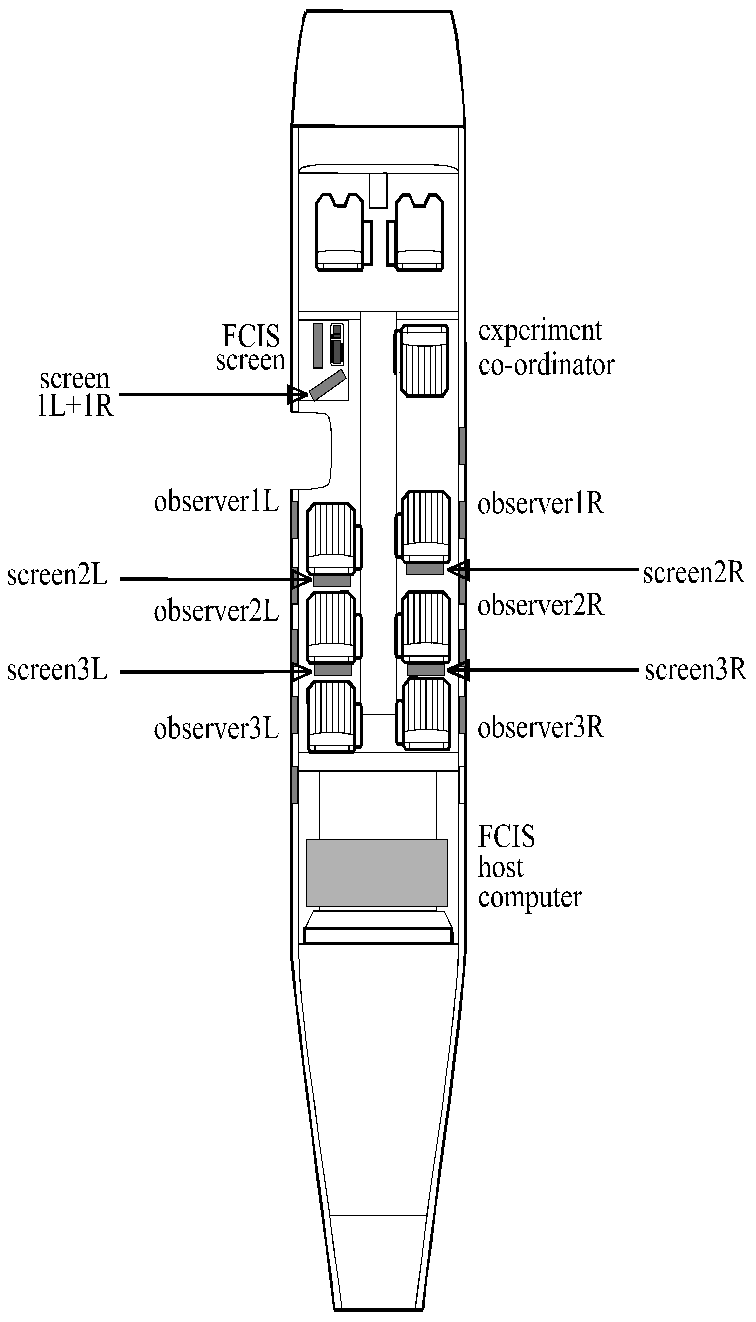 FCIS
screen
experiment
co-ordinator
screen
1L+1R
observer1L
observer1R
screen2L
screen2R
observer2L
observer2R
screen3L
screen3R
observer3L
observer3R
FCIS
host
computer